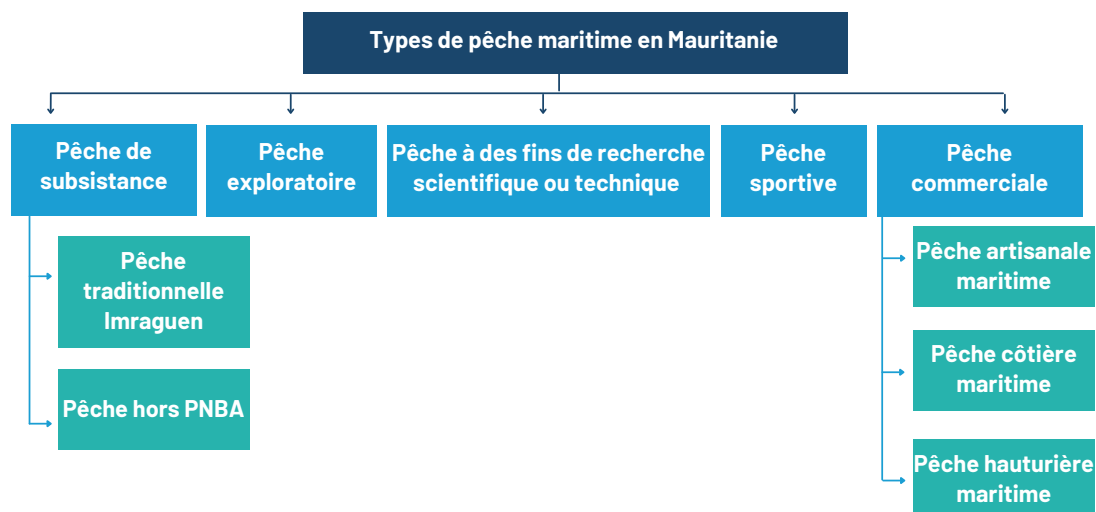 Types de pêche maritime en Mauritanie
Pêche de
subsistance
Pêche
exploratoire
Pêche à des fins de recherche
scientifique ou technique
Pêche
sportive
Pêche
commerciale
Pêche
traditionnelle
Imraguen
Pêche hors PNBA
Pêche artisanale
maritime
Pêche côtière
maritime
Pêche hauturière
maritime